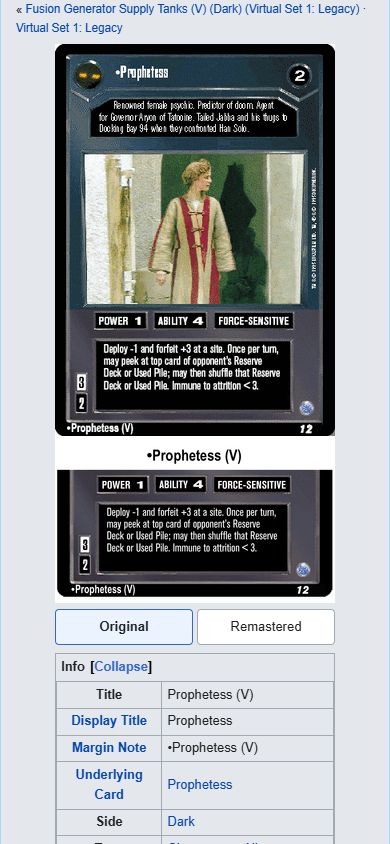 « Fusion Generator Supply Tanks (V) (Dark) (Virtual Set 1: Legacy) ·
Virtual Set 1: Legacy
•Prophetess
2
Renowned female psychic. Predictor of doom. Agent
for Governor Aryon of Tatooine. Tailed Jabba and his thugs to
Docking Bay 94 when they confronted Han Solo.
POWER 1 ABILITY 4 FORCE-SENSITIVE
Deploy -1 and forfeit +3 at a site. Once per turn,
may peek at top card of opponent's Reserve
Deck or Used Pile; may then shuffle that Reserve
Deck or Used Pile. Immune to attrition < 3.
3
2
•Prophetess (V) 12
•Prophetess (V)
POWER 1 ABILITY 4 FORCE-SENSITIVE
Deploy -1 and forfeit +3 at a site. Once per turn,
may peek at top card of opponent's Reserve
Deck or Used Pile; may then shuffle that Reserve
Deck or Used Pile. Immune to attrition < 3.
3
2
•Prophetess (V) 12
Original Remastered
Info [Collapse]
Title Prophetess (V)
Display Title Prophetess
Margin Note •Prophetess (V)
Underlying
Card Prophetess
Side Dark